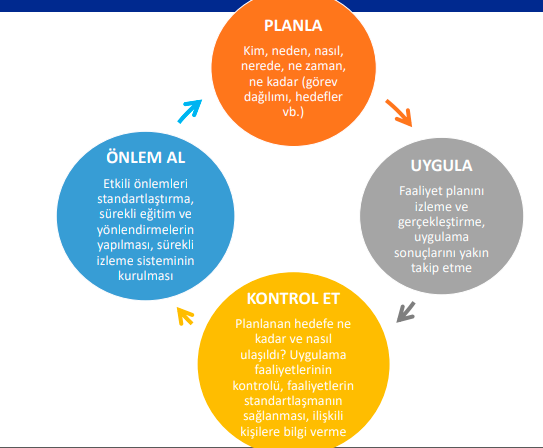 PLANLA
Kim, neden, nasıl,
nerede, ne zaman,
ne kadar (görev
dağılımı, hedefler
vb.)
UYGULA
Faaliyet planını
izleme ve
gerçekleştirme,
uygulama
sonuçlarını yakın
takip etme
KONTROL ET
Planlanan hedefe ne
kadar ve nasıl
ulaşıldı? Uygulama
faaliyetlerinin
kontrolü, faaliyetlerin
standartlaşmanın
sağlanması, ilişkili
kişilere bilgi verme
ÖNLEM AL
Etkili önlemleri
standartlaştırma,
sürekli eğitim ve
yönlendirmelerin
yapılması, sürekli
izleme sisteminin
kurulması